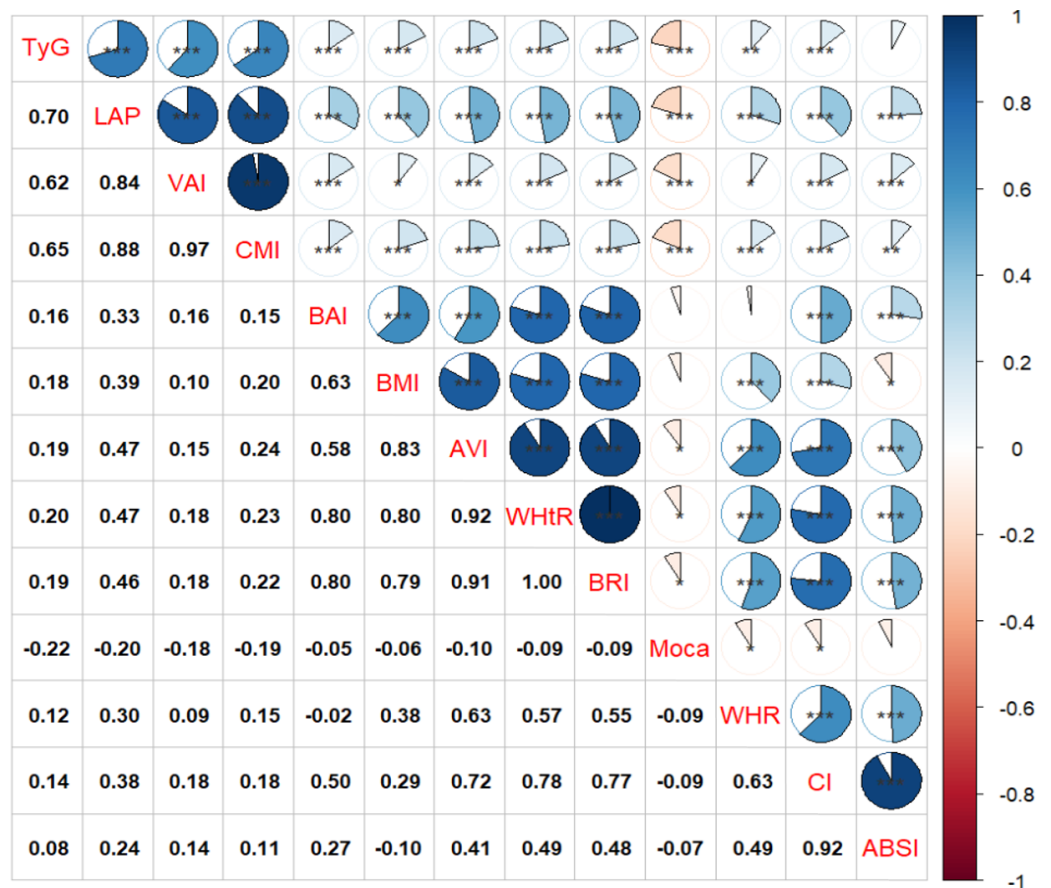 TyG *** *** *** *** *** *** *** *** *** ** ***
0.70 LAP *** *** *** *** *** *** *** *** *** *** ***
0.62 0.84 VAI *** *** * *** *** *** *** * *** ***
0.65 0.88 0.97 CMI *** *** *** *** *** *** *** *** **
0.16 0.33 0.16 0.15 BAI *** *** *** *** *** ***
0.18 0.39 0.10 0.20 0.63 BMI *** *** *** *** *** *
0.19 0.47 0.15 0.24 0.58 0.83 AVI *** *** * *** *** ***
0.20 0.47 0.18 0.23 0.80 0.80 0.92 WHtR *** * *** *** ***
0.19 0.46 0.18 0.22 0.80 0.79 0.91 1.00 BRI * *** *** ***
-0.22 -0.20 -0.18 -0.19 -0.05 -0.06 -0.10 -0.09 -0.09 Moca * *
0.12 0.30 0.09 0.15 -0.02 0.38 0.63 0.57 0.55 -0.09 WHR *** ***
0.14 0.38 0.18 0.18 0.50 0.29 0.72 0.78 0.77 -0.09 0.63 CI ***
0.08 0.24 0.14 0.11 0.27 -0.10 0.41 0.49 0.48 -0.07 0.49 0.92 ABSI
1
0.8
0.6
0.4
0.2
0
-0.2
-0.4
-0.6
-0.8
-1